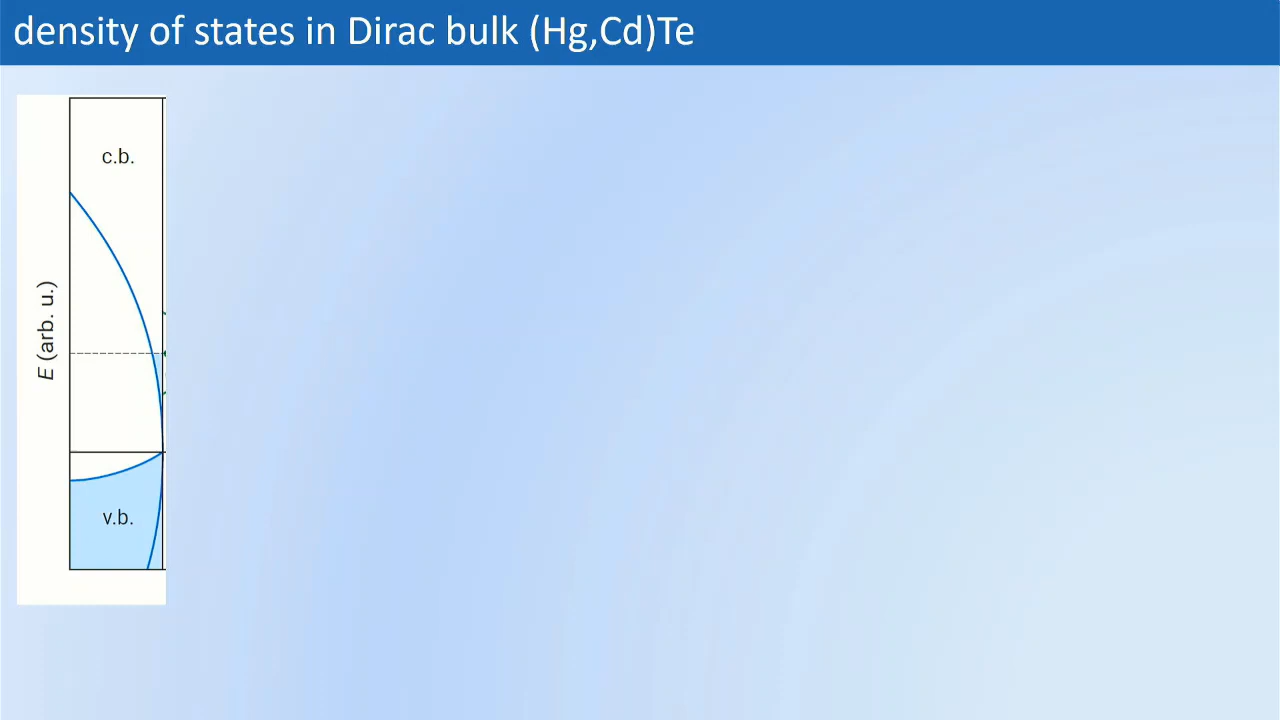 density of states in Dirac bulk (Hg,Cd)Te
c.b.
E (arb. u.)
v.b.